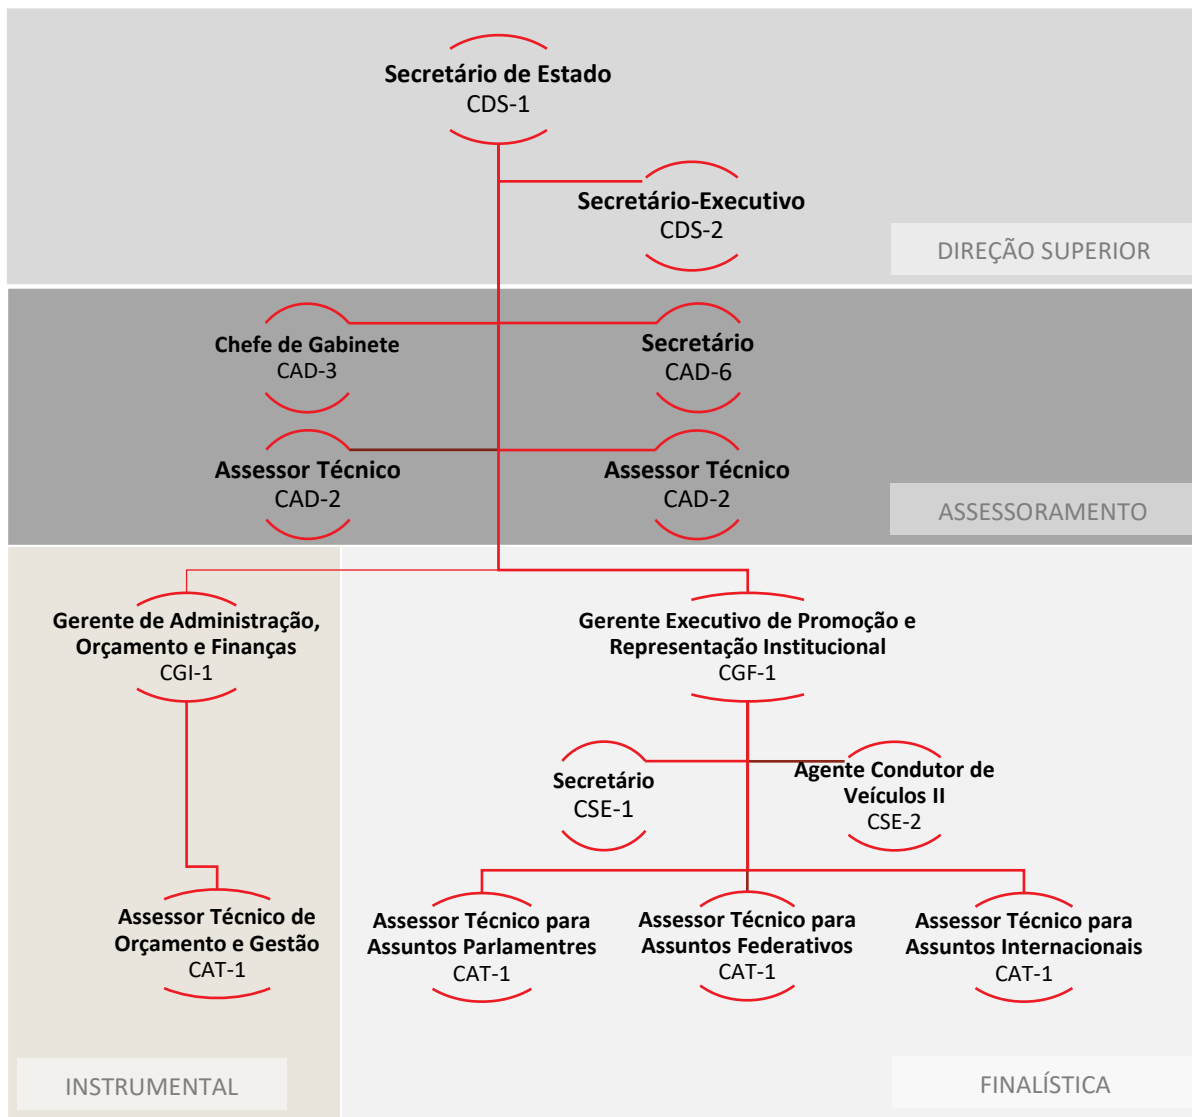 Secretário de Estado
CDS-1
Secretário-Executivo
CDS-2
DIREÇÃO SUPERIOR
Chefe de Gabinete
CAD-3
Secretário
CAD-6
Assessor Técnico
CAD-2
Assessor Técnico
CAD-2
ASSESSORAMENTO
Gerente de Administração,
Orçamento e Finanças
CGI-1
Gerente Executivo de Promoção e
Representação Institucional
CGF-1
Secretário
CSE-1
Agente Condutor de
Veículos II
CSE-2
Assessor Técnico de
Orçamento e Gestão
CAT-1
Assessor Técnico para
Assuntos Parlamentres
CAT-1
Assessor Técnico para
Assuntos Federativos
CAT-1
Assessor Técnico para
Assuntos Internacionais
CAT-1
INSTRUMENTAL
FINALÍSTICA